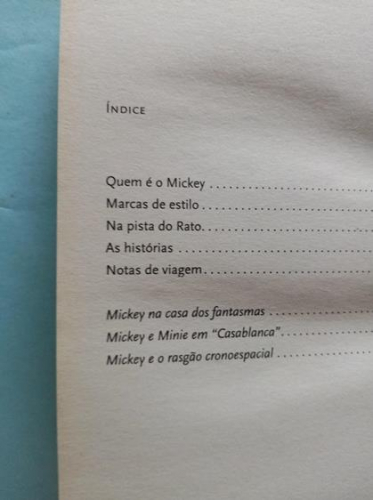 ÍNDICE
Quem é o Mickey ....................
Marcas de estilo ......................
Na pista do Rato......................
As histórias ............................
Notas de viagem......................
Mickey na casa dos fantasmas ............
Mickey e Minie em “Casablanca”............
Mickey e o rasgão cronoespacial ............